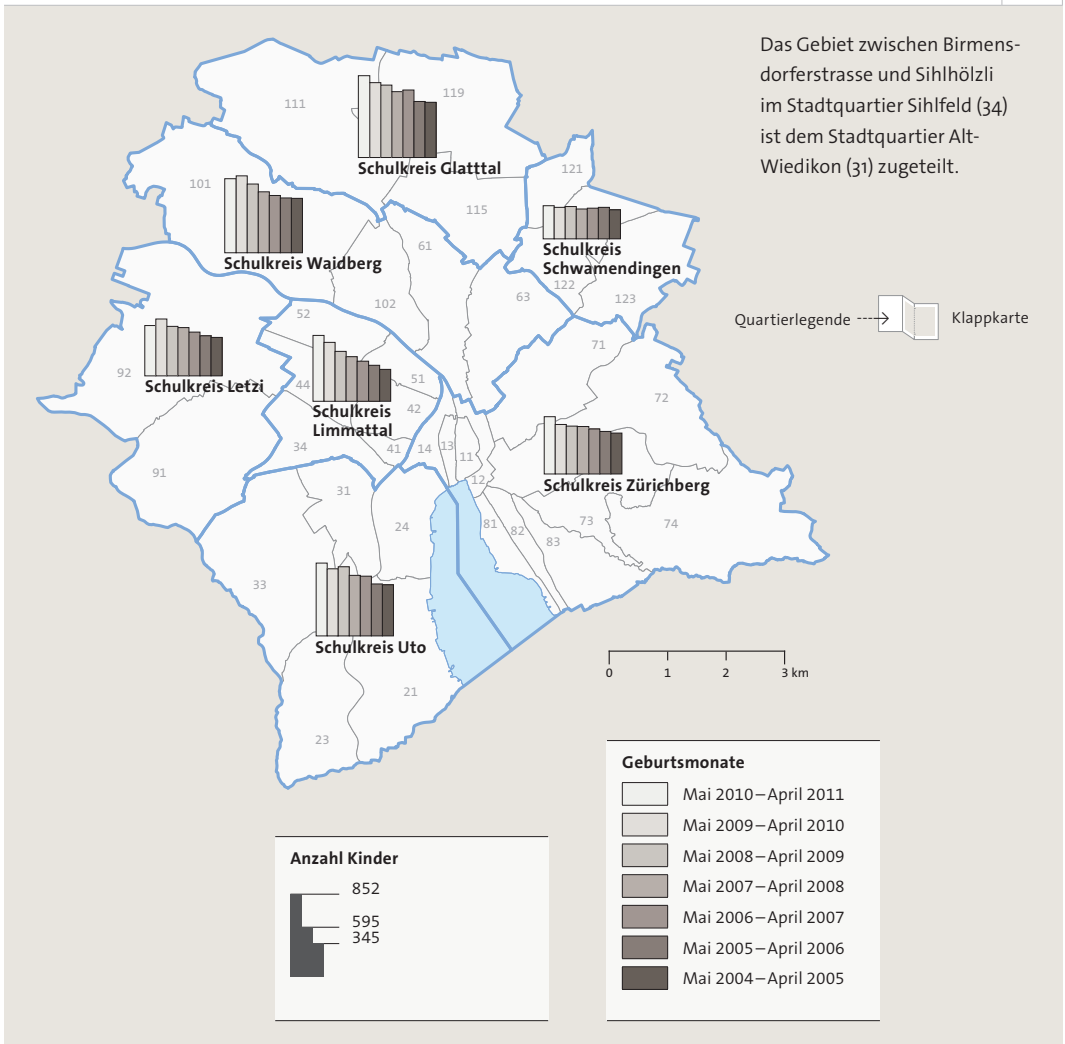 Das Gebiet zwischen Birmens-
dorferstrasse und Sihlhölzli
im Stadtquartier Sihlfeld (34)
ist dem Stadtquartier Alt-
Wiedikon (31) zugeteilt.
111
119
Schulkreis Glatttal
101
115
121
Schulkreis
Schwamendingen
Schulkreis Waidberg
61
122
123
63
102
52
Quartierlegende
Klappkarte
71
92
Schulkreis Letzi
44
51
72
Schulkreis
Limmattal
42
34
41
14
13
11
12
91
Schulkreis Zürichberg
31
24
81
82
83
73
74
33
Schulkreis Uto
21
23
0 1 2 3 km
Anzahl Kinder
852
595
345
Geburtsmonate
Mai 2010–April 2011
Mai 2009–April 2010
Mai 2008–April 2009
Mai 2007–April 2008
Mai 2006–April 2007
Mai 2005–April 2006
Mai 2004–April 2005